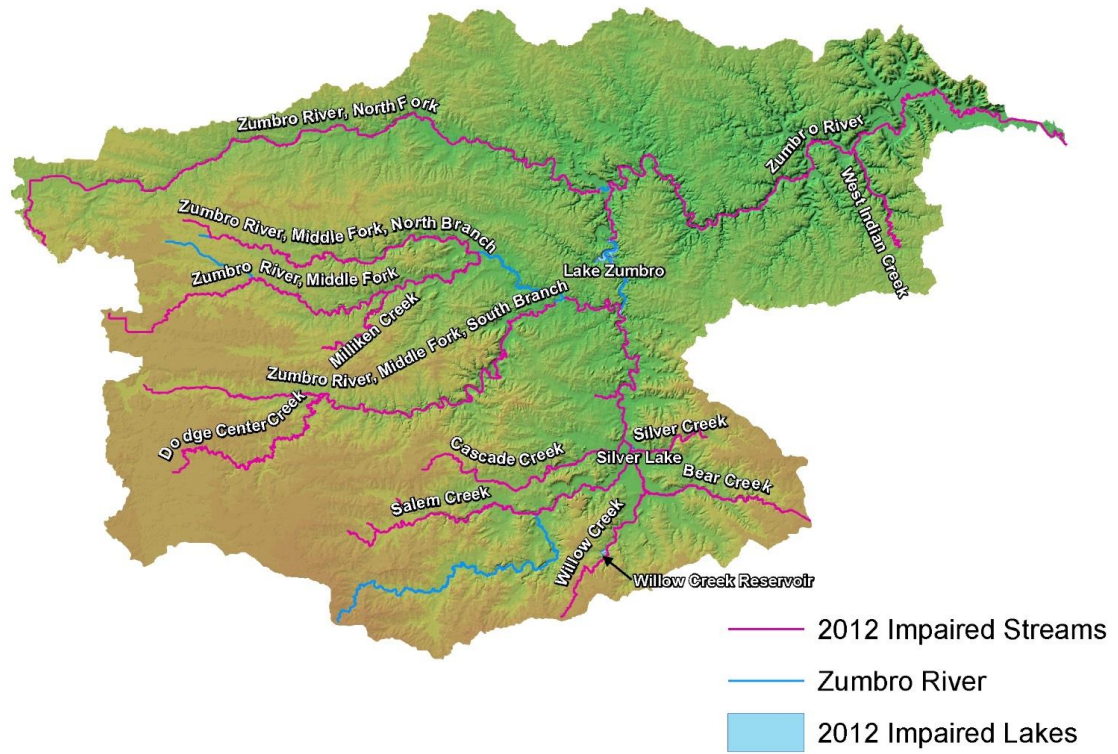 Zumbro River, North Fork
Zumbro River
West Indian Creek
Zumbro River, Middle Fork, North Branch
Zumbro River, Middle Fork
Lake Zumbro
Milliken Creek
Zumbro River, Middle Fork, South Branch
Dodge Center Creek
Cascade Creek
Silver Creek
Silver Lake
Bear Creek
Salem Creek
Willow Creek
Willow Creek Reservoir
2012 Impaired Streams
Zumbro River
2012 Impaired Lakes